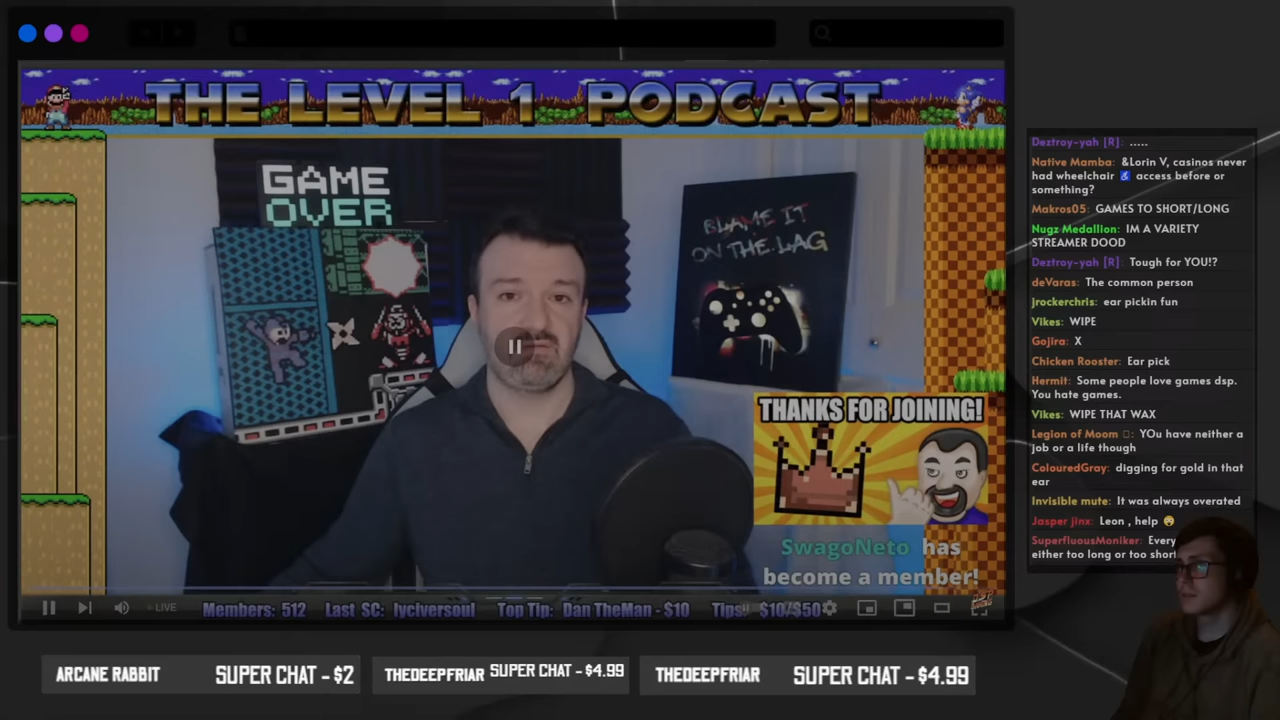 THE LEVEL 1 PODCAST
GAME
OVER
BLAME IT
ON THE LAG
THANKS FOR JOINING!
SwagoNeto has
become a member!
LIVE
Members: 512 Last SC: lyciversoul Top Tip: Dan TheMan - $10 Tips: $10/$50
ARCANE RABBIT SUPER CHAT - $2
THEDEEPFRIAR SUPER CHAT - $4.99
THEDEEPFRIAR SUPER CHAT - $4.99
Deztroy-yah [R]: .....
Native Mamba: &Lorin V, casinos never
had wheelchair ♿ access before or
something?
Makros05: GAMES TO SHORT/LONG
Nugz Medallion: IM A VARIETY
STREAMER DOOD
Deztroy-yah [R]: Tough for YOU!?
deVaras: The common person
jrockerchris: ear pickin fun
Vikes: WIPE
Gojira: X
Chicken Rooster: Ear pick
Hermit: Some people love games dsp.
You hate games.
Vikes: WIPE THAT WAX
Legion of Moom : YOu have neither a
job or a life though
ColouredGray: digging for gold in that
ear
Invisible mute: It was always overated
Jasper jinx: Leon , help 😲
SuperfluousMoniker: Every
either too long or too short